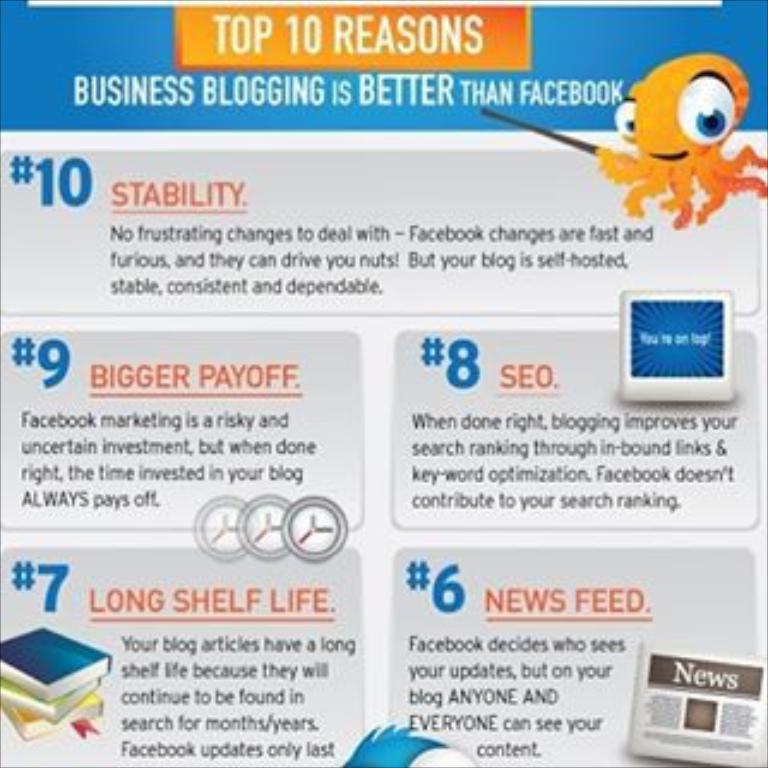 TOP 10 REASONS
BUSINESS BLOGGING IS BETTER THAN FACEBOOK
#10 STABILITY.
No frustrating changes to deal with – Facebook changes are fast and
furious, and they can drive you nuts! But your blog is self-hosted,
stable, consistent and dependable.
You're on top!
#9 BIGGER PAYOFF.
Facebook marketing is a risky and
uncertain investment, but when done
right, the time invested in your blog
ALWAYS pays off.
#8 SEO.
When done right, blogging improves your
search ranking through in-bound links &
key-word optimization. Facebook doesn't
contribute to your search ranking.
#7 LONG SHELF LIFE.
Your blog articles have a long
shelf life because they will
continue to be found in
search for months/years.
Facebook updates only last
#6 NEWS FEED.
Facebook decides who sees
your updates, but on your
blog ANYONE AND
EVERYONE can see your
content.
News